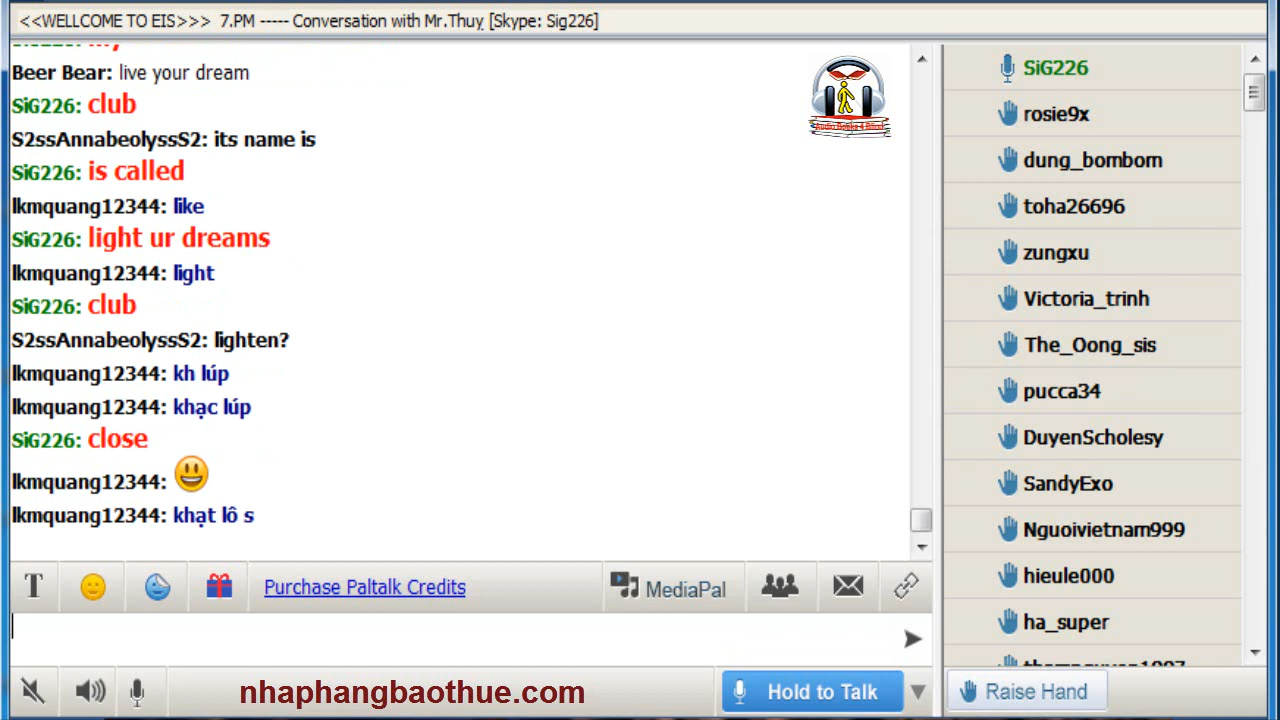 <<WELLCOME TO EIS>>> 7.PM ----- Conversation with Mr.Thuỵ [Skype: Sig226]
Beer Bear: live your dream
SiG226: club
S2ssAnnabeolyssS2: its name is
SiG226: is called
lkmquang12344: like
SiG226: light ur dreams
lkmquang12344: light
SiG226: club
S2ssAnnabeolyssS2: lighten?
lkmquang12344: kh lúp
lkmquang12344: khạc lúp
SiG226: close
lkmquang12344:
lkmquang12344: khạt lô s
T
Purchase Paltalk Credits
MediaPal
nhaphangbaothue.com
Hold to Talk
SiG226
rosie9x
dung_bombom
toha26696
zungxu
Victoria_trinh
The_Oong_sis
pucca34
DuyenScholesy
SandyExo
Nguoivietnam999
hieule000
ha_super
Raise Hand